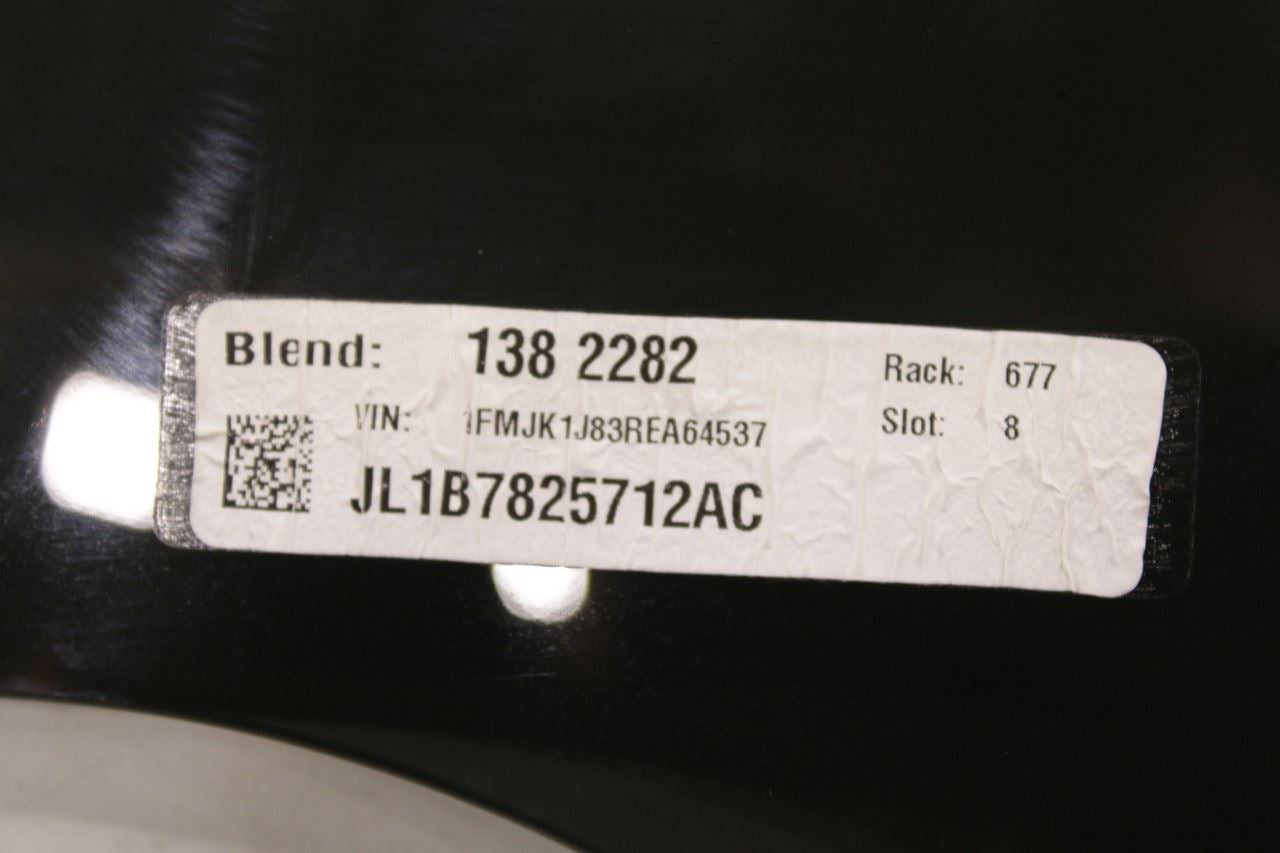 Blend: 138 2282
Rack: 677
VIN: 1FMJK1J83REA64537
Slot: 8
JL1B7825712AC